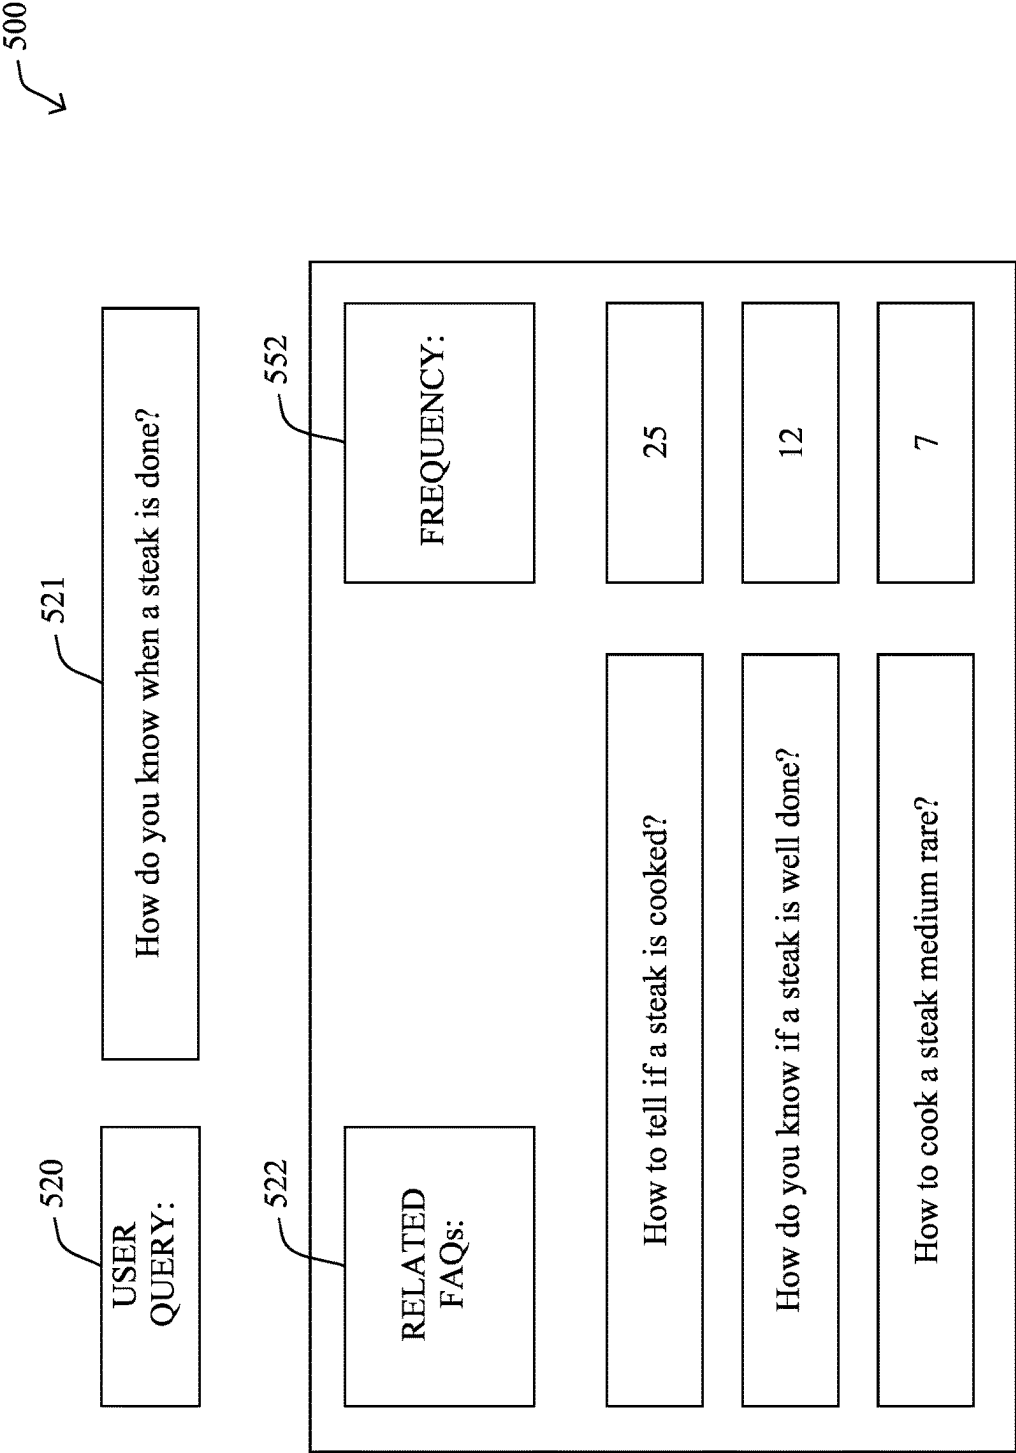 500
520
USER
QUERY:
521
How do you know when a steak is done?
522
RELATED
FAQs:
552
FREQUENCY:
How to tell if a steak is cooked?
25
How do you know if a steak is well done?
12
How to cook a steak medium rare?
7